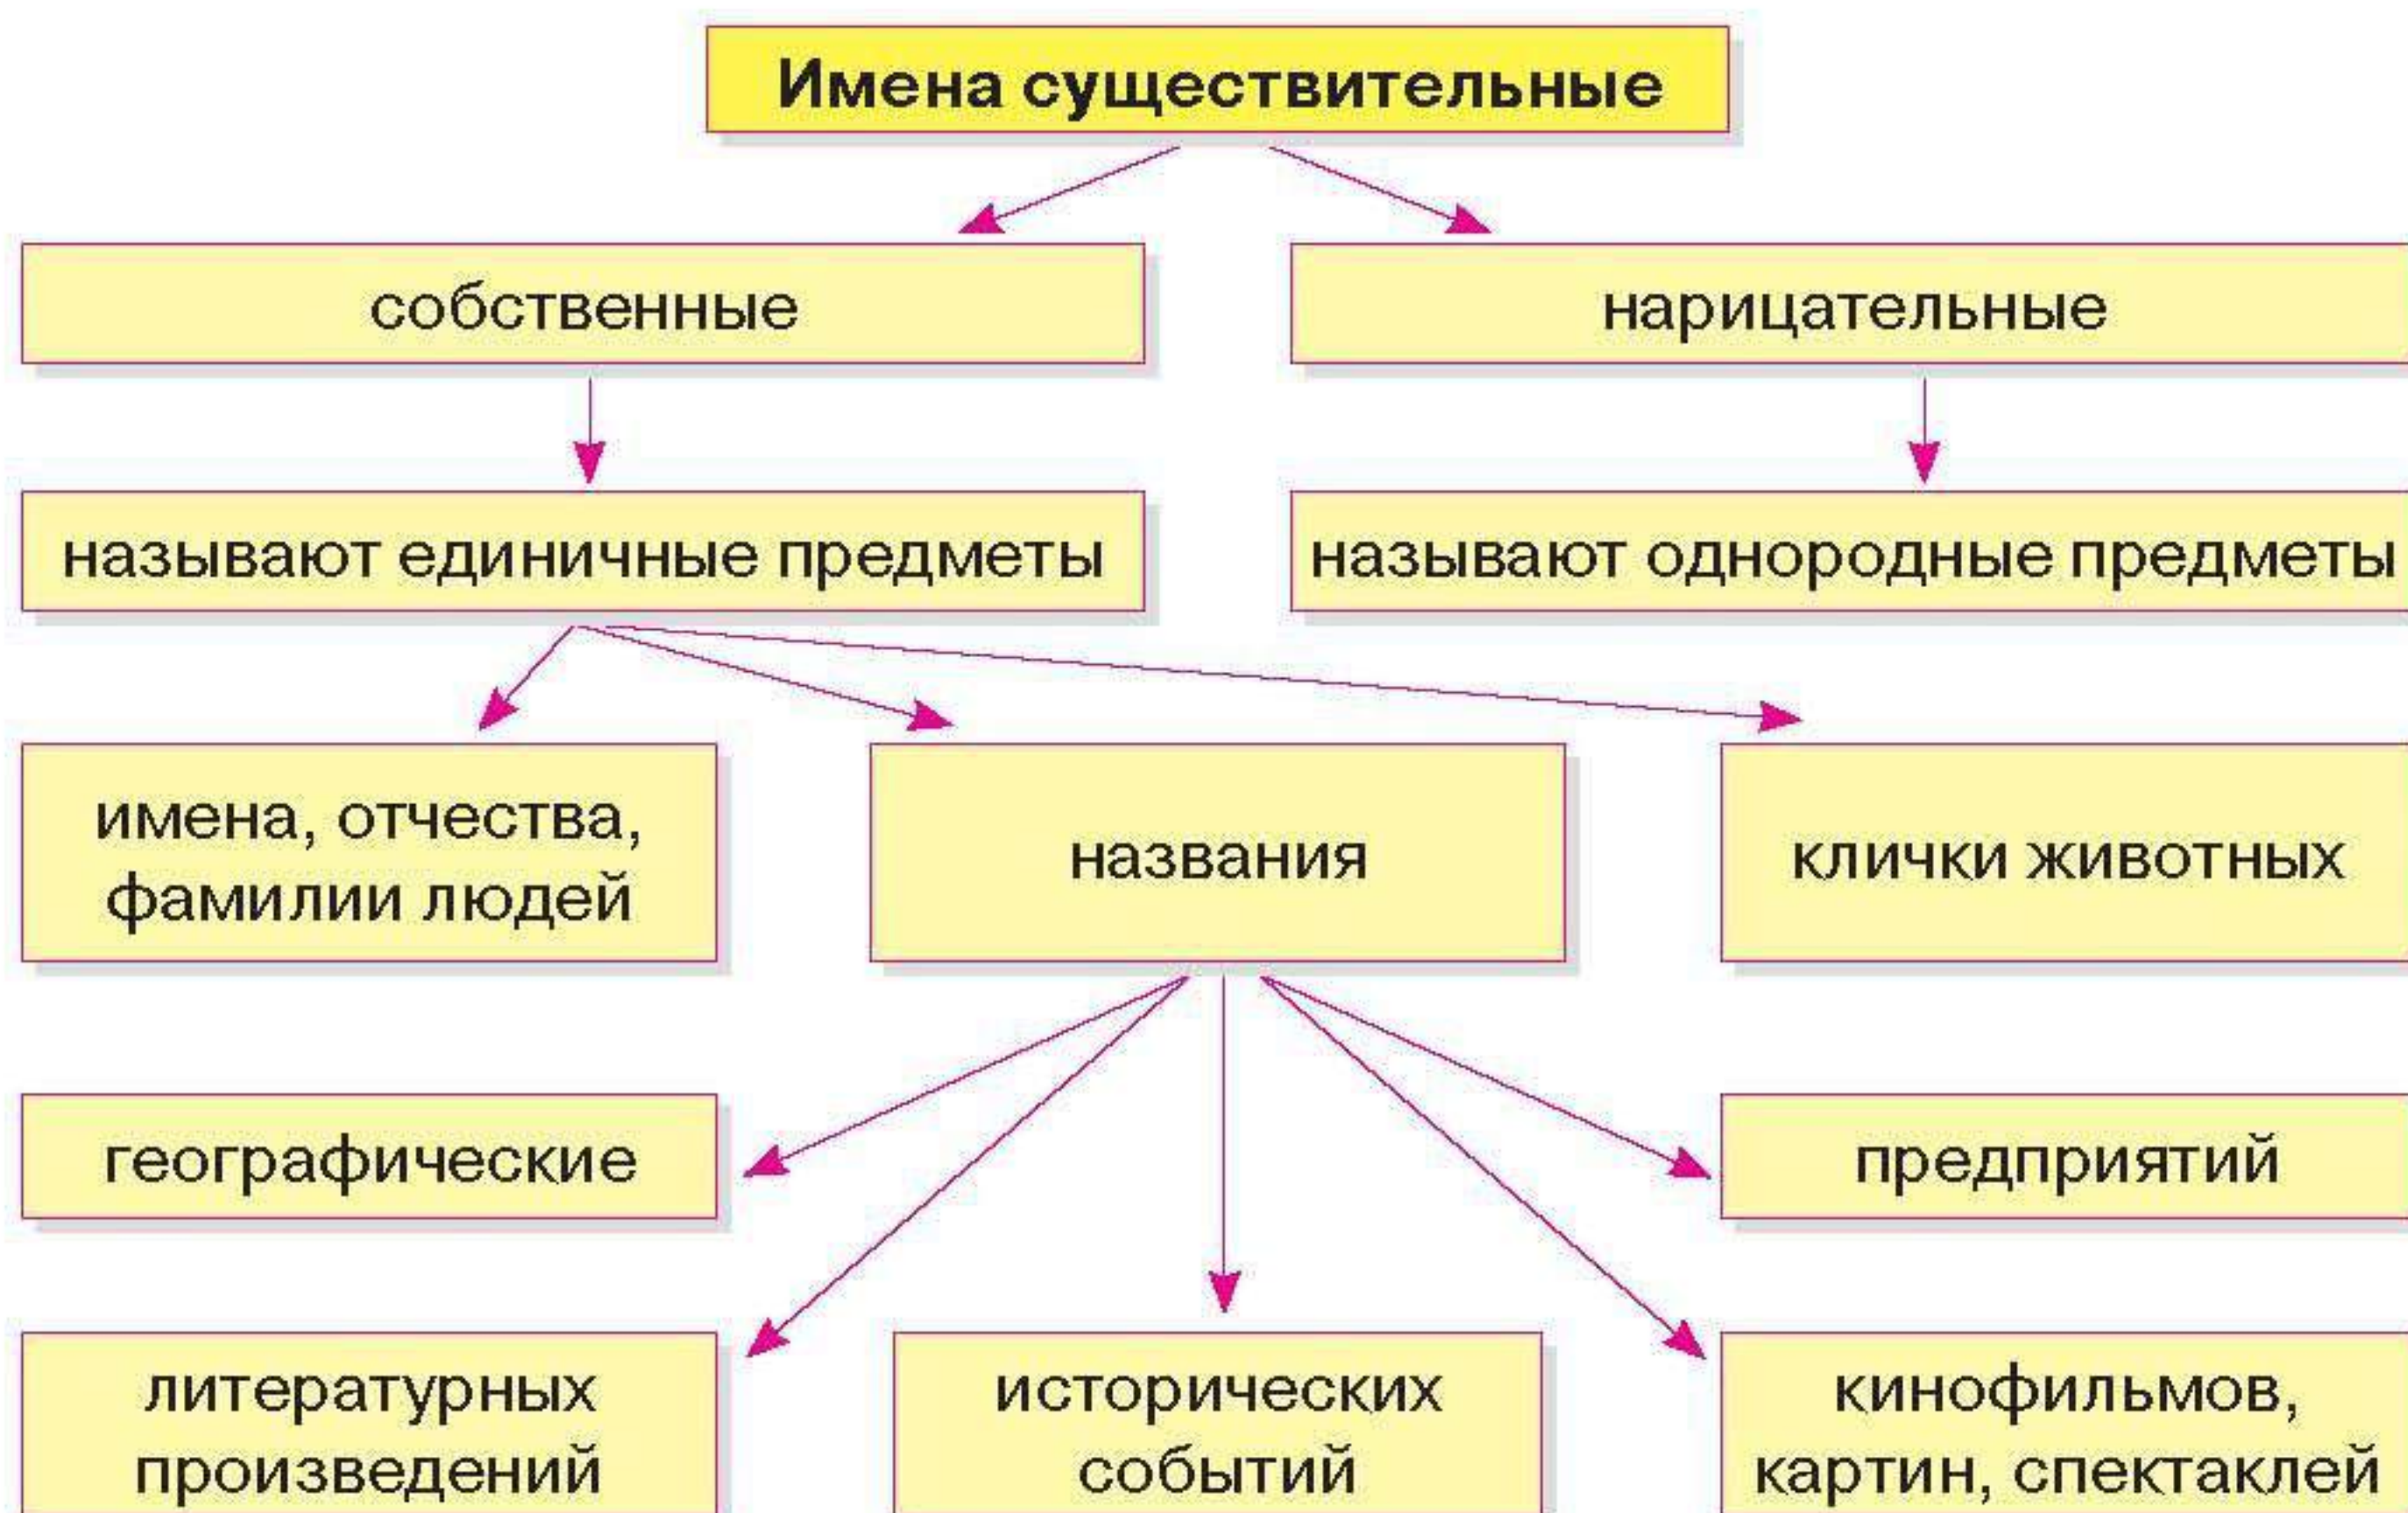 Имена существительные
собственные
нарицательные
называют единичные предметы
называют однородные предметы
имена, отчества,
фамилии людей
названия
клички животных
географические
предприятий
литературных
произведений
исторических
событий
кинофильмов,
картин, спектаклей